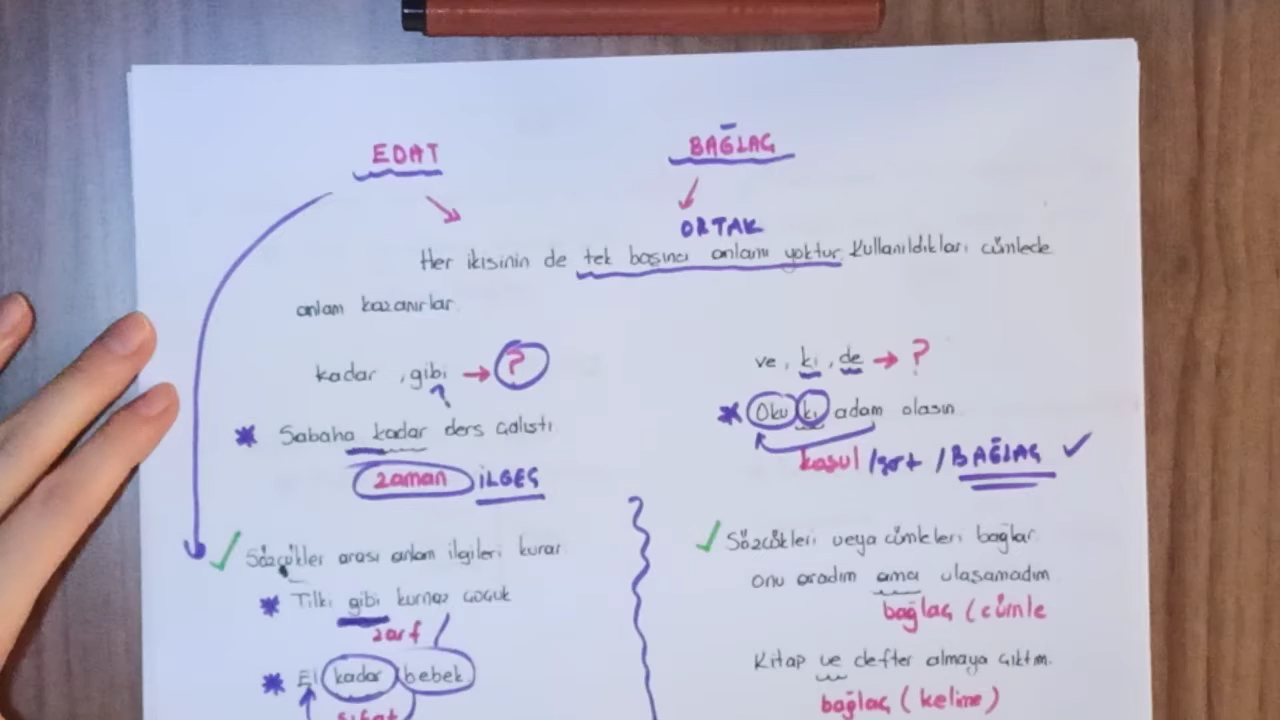 EDAT
BAĞLAÇ
ORTAK
Her ikisinin de tek başına anlamı yoktur kullanıldıkları cümlede
anlam kazanırlar.
kadar, gibi → ?
* Sabaha kadar ders çalıştı.
zaman İLGEÇ
✓ Sözcükler arası anlam ilgileri kurar.
* Tilki gibi kurnaz çocuk
zarf
* El kadar bebek
sıfat
ve, ki, de → ?
* Oku ki adam olasın.
koşul /şart /BAĞLAÇ ✓
✓ Sözcükleri veya cümleleri bağlar.
onu aradım ama ulaşamadım
bağlaç (cümle
Kitap ve defter almaya çıktım.
bağlaç (kelime)